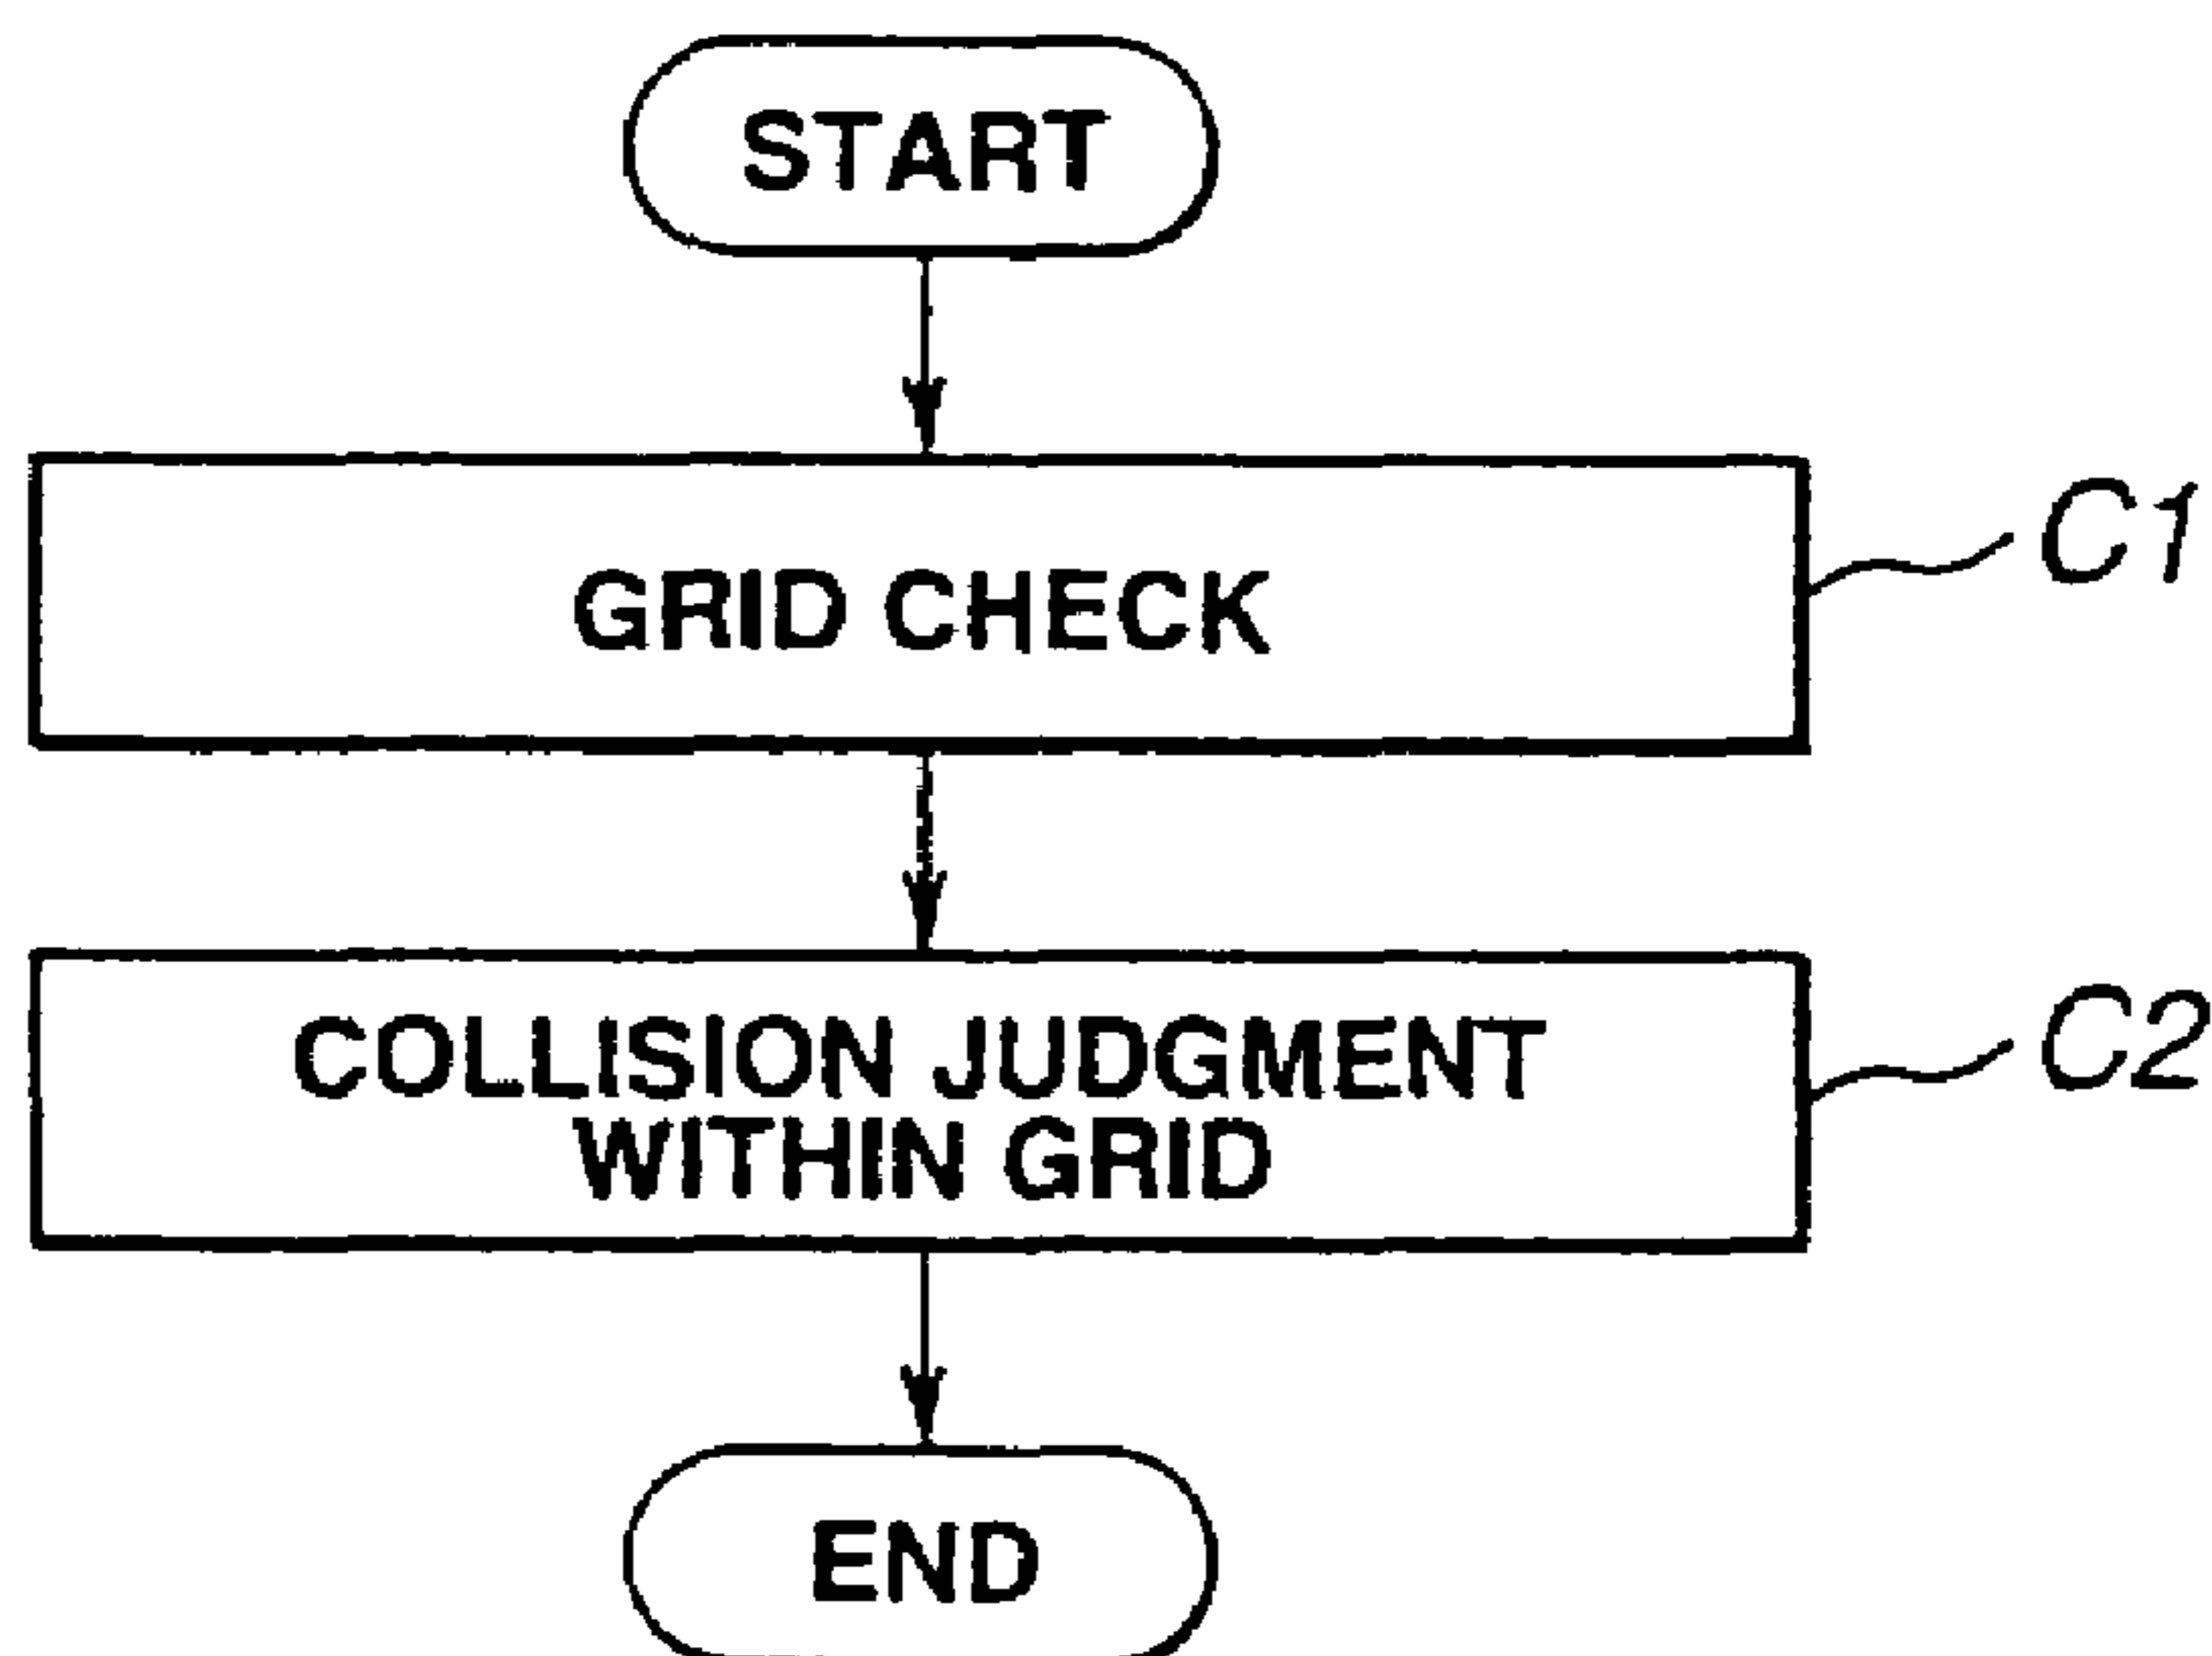 START
GRID CHECK
C1
COLLISION JUDGMENT
WITHIN GRID
C2
END